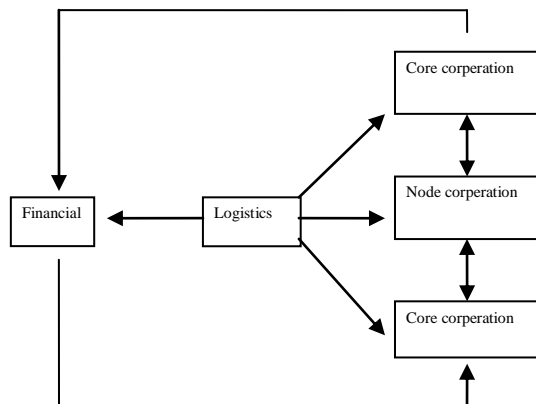 Core corperation
Financial
Logistics
Node corperation
Core corperation